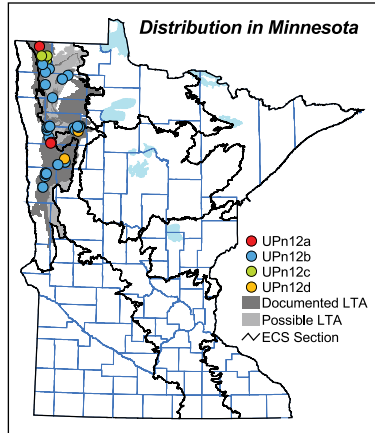 Distribution in Minnesota
UPn12a
UPn12b
UPn12c
UPn12d
Documented LTA
Possible LTA
ECS Section